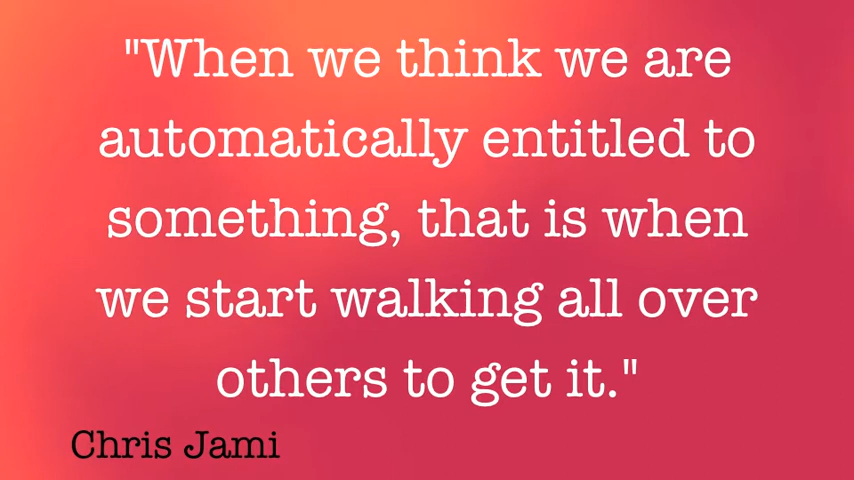 "When we think we are
automatically entitled to
something, that is when
we start walking all over
others to get it."
Chris Jami